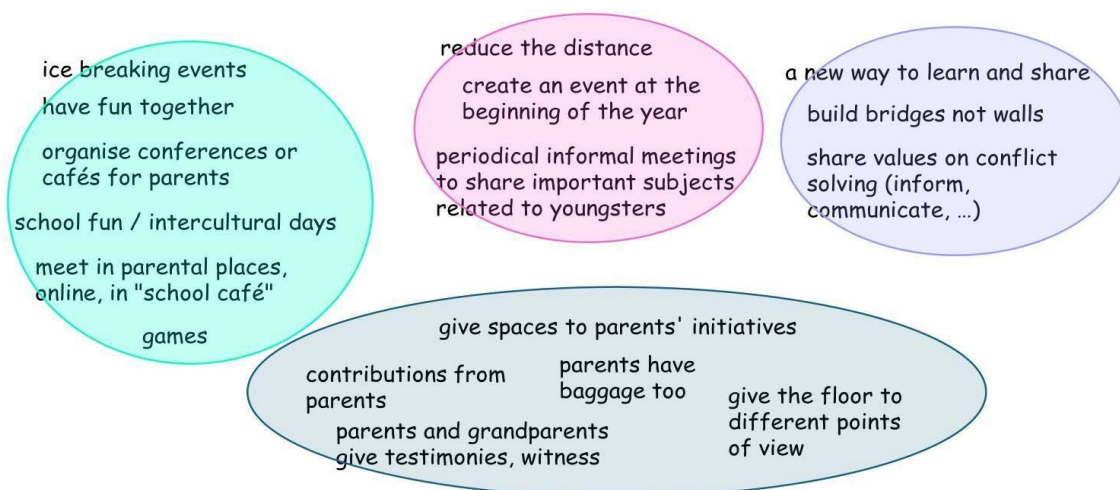 ice breaking events
have fun together
organise conferences or
cafés for parents
school fun / intercultural days
meet in parental places,
online, in "school café"
games
reduce the distance
create an event at the
beginning of the year
periodical informal meetings
to share important subjects
related to youngsters
a new way to learn and share
build bridges not walls
share values on conflict
solving (inform,
communicate, …)
give spaces to parents' initiatives
contributions from
parents
parents have
baggage too
give the floor to
different points
of view
parents and grandparents
give testimonies, witness